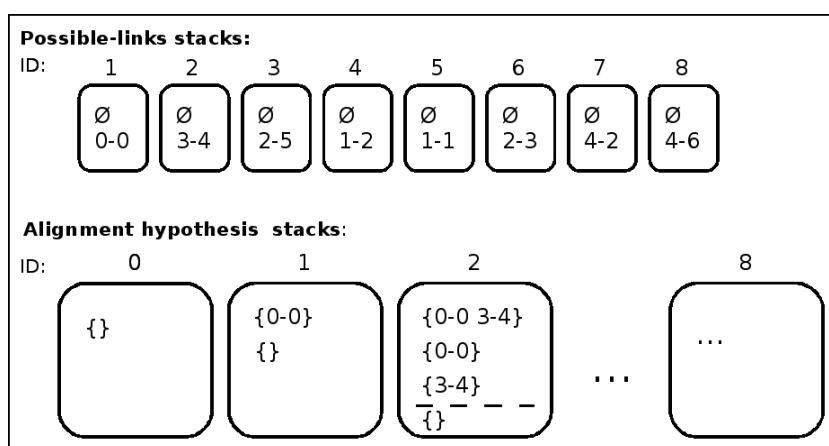 Possible-links stacks:
ID: 1 2 3 4 5 6 7 8
Ø Ø Ø Ø Ø Ø Ø Ø
0-0 3-4 2-5 1-2 1-1 2-3 4-2 4-6
Alignment hypothesis stacks:
ID: 0 1 2 8
{}
{0-0}
{}
{0-0 3-4}
{0-0}
{3-4}
{}
...
...